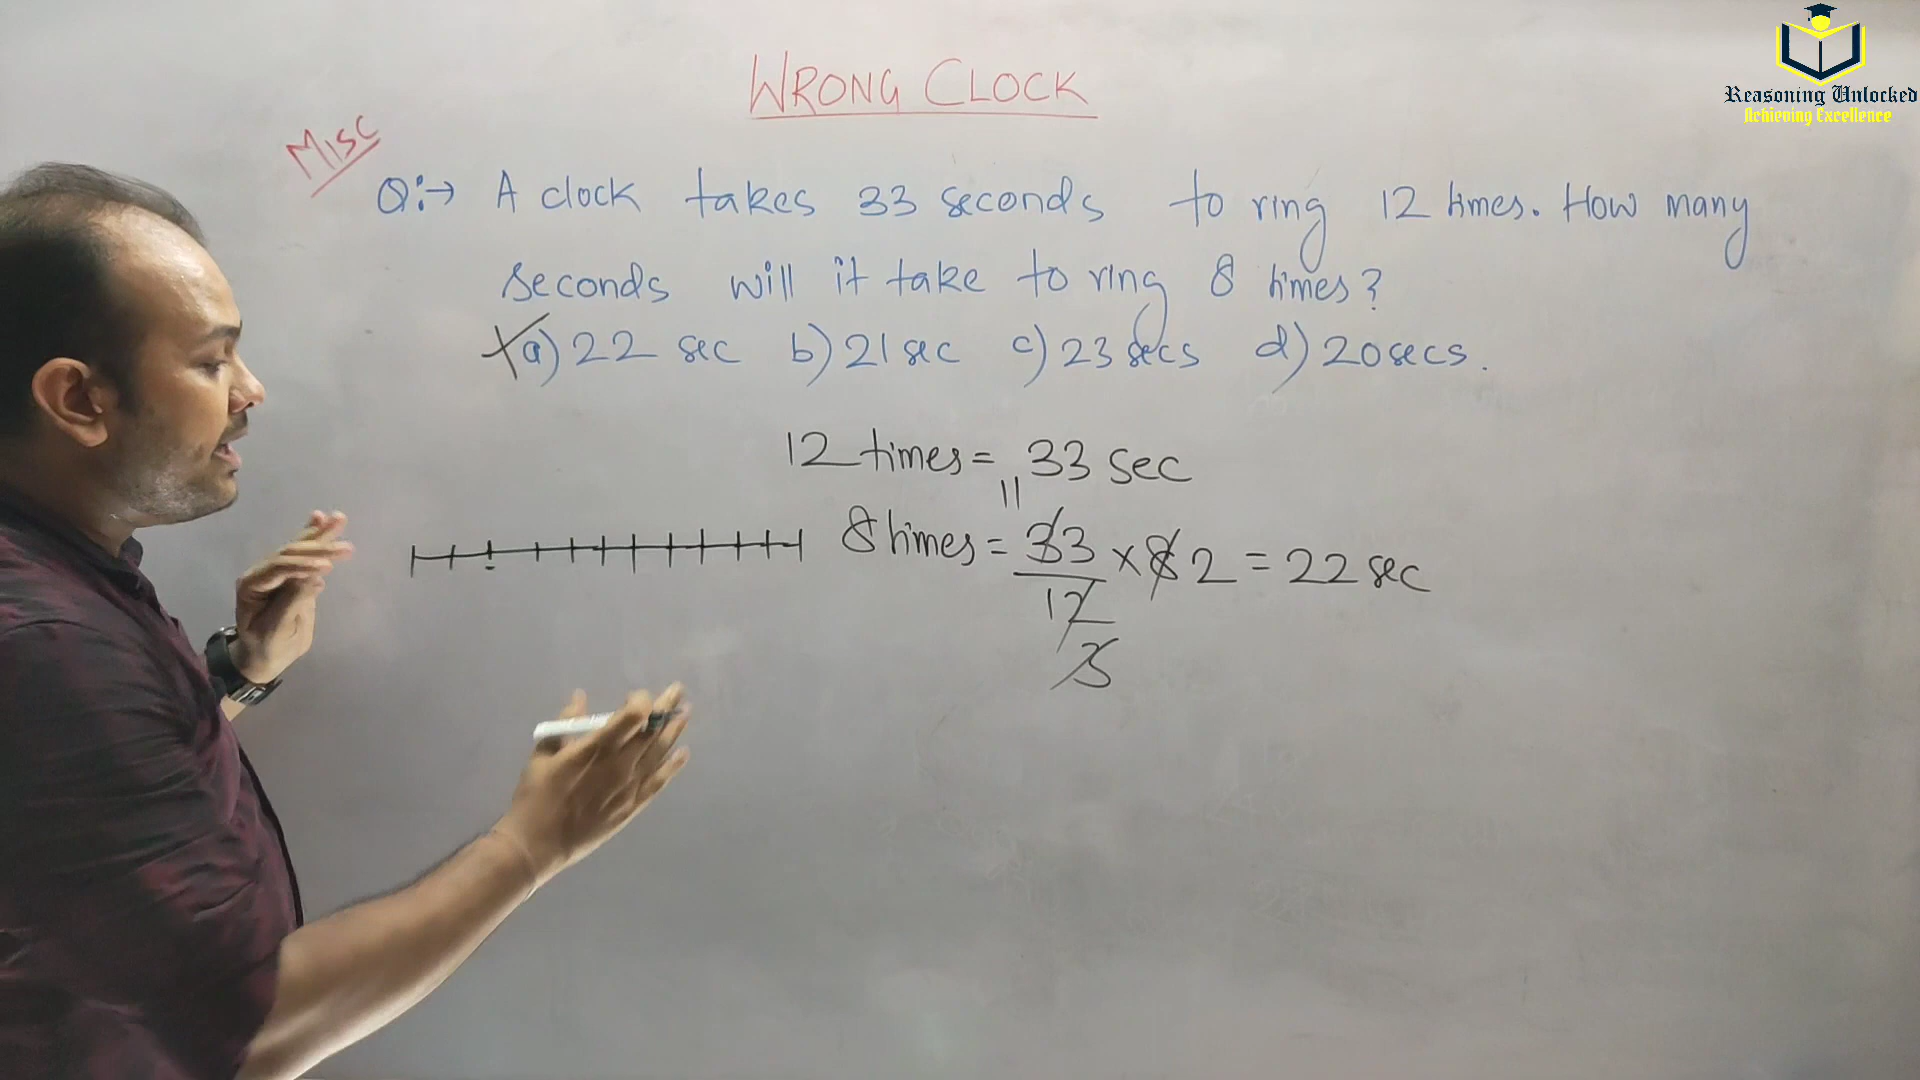 WRONG CLOCK
Reasoning Unlocked
Achieving Excellence
Misc
Q:→ A clock takes 33 seconds to ring 12 times. How many
seconds will it take to ring 8 times?
a) 22 sec b) 21 sec c) 23 secs d) 20 secs.
12 times = 33 sec
11
8 times = 33 × 8 2 = 22 sec
12
3